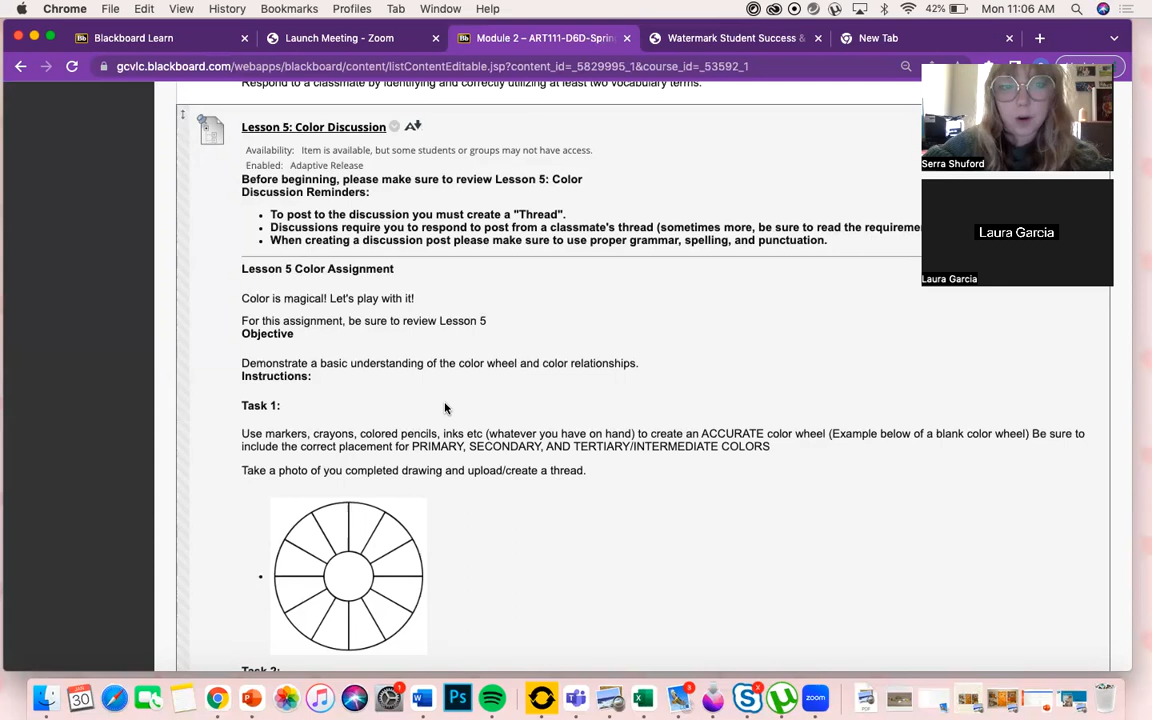 Chrome File Edit View History Bookmarks Profiles Tab Window Help 42% Mon 11:06 AM
Blackboard Learn Launch Meeting - Zoom Module 2 – ART111-D6D-Sprin Watermark Student Success & New Tab
gcvlc.blackboard.com/webapps/blackboard/content/listContentEditable.jsp?content_id=_5829995_1&course_id=_53592_1
Respond to a classmate by identifying and correctly utilizing at least two vocabulary terms.
Lesson 5: Color Discussion
Availability: Item is available, but some students or groups may not have access.
Enabled: Adaptive Release
Before beginning, please make sure to review Lesson 5: Color
Discussion Reminders:
To post to the discussion you must create a "Thread".
Discussions require you to respond to post from a classmate's thread (sometimes more, be sure to read the requireme
When creating a discussion post please make sure to use proper grammar, spelling, and punctuation.
Serra Shuford
Laura Garcia
Laura Garcia
Lesson 5 Color Assignment
Color is magical! Let's play with it!
For this assignment, be sure to review Lesson 5
Objective
Demonstrate a basic understanding of the color wheel and color relationships.
Instructions:
Task 1:
Use markers, crayons, colored pencils, inks etc (whatever you have on hand) to create an ACCURATE color wheel (Example below of a blank color wheel) Be sure to
include the correct placement for PRIMARY, SECONDARY, AND TERTIARY/INTERMEDIATE COLORS
Take a photo of you completed drawing and upload/create a thread.
Task 2: